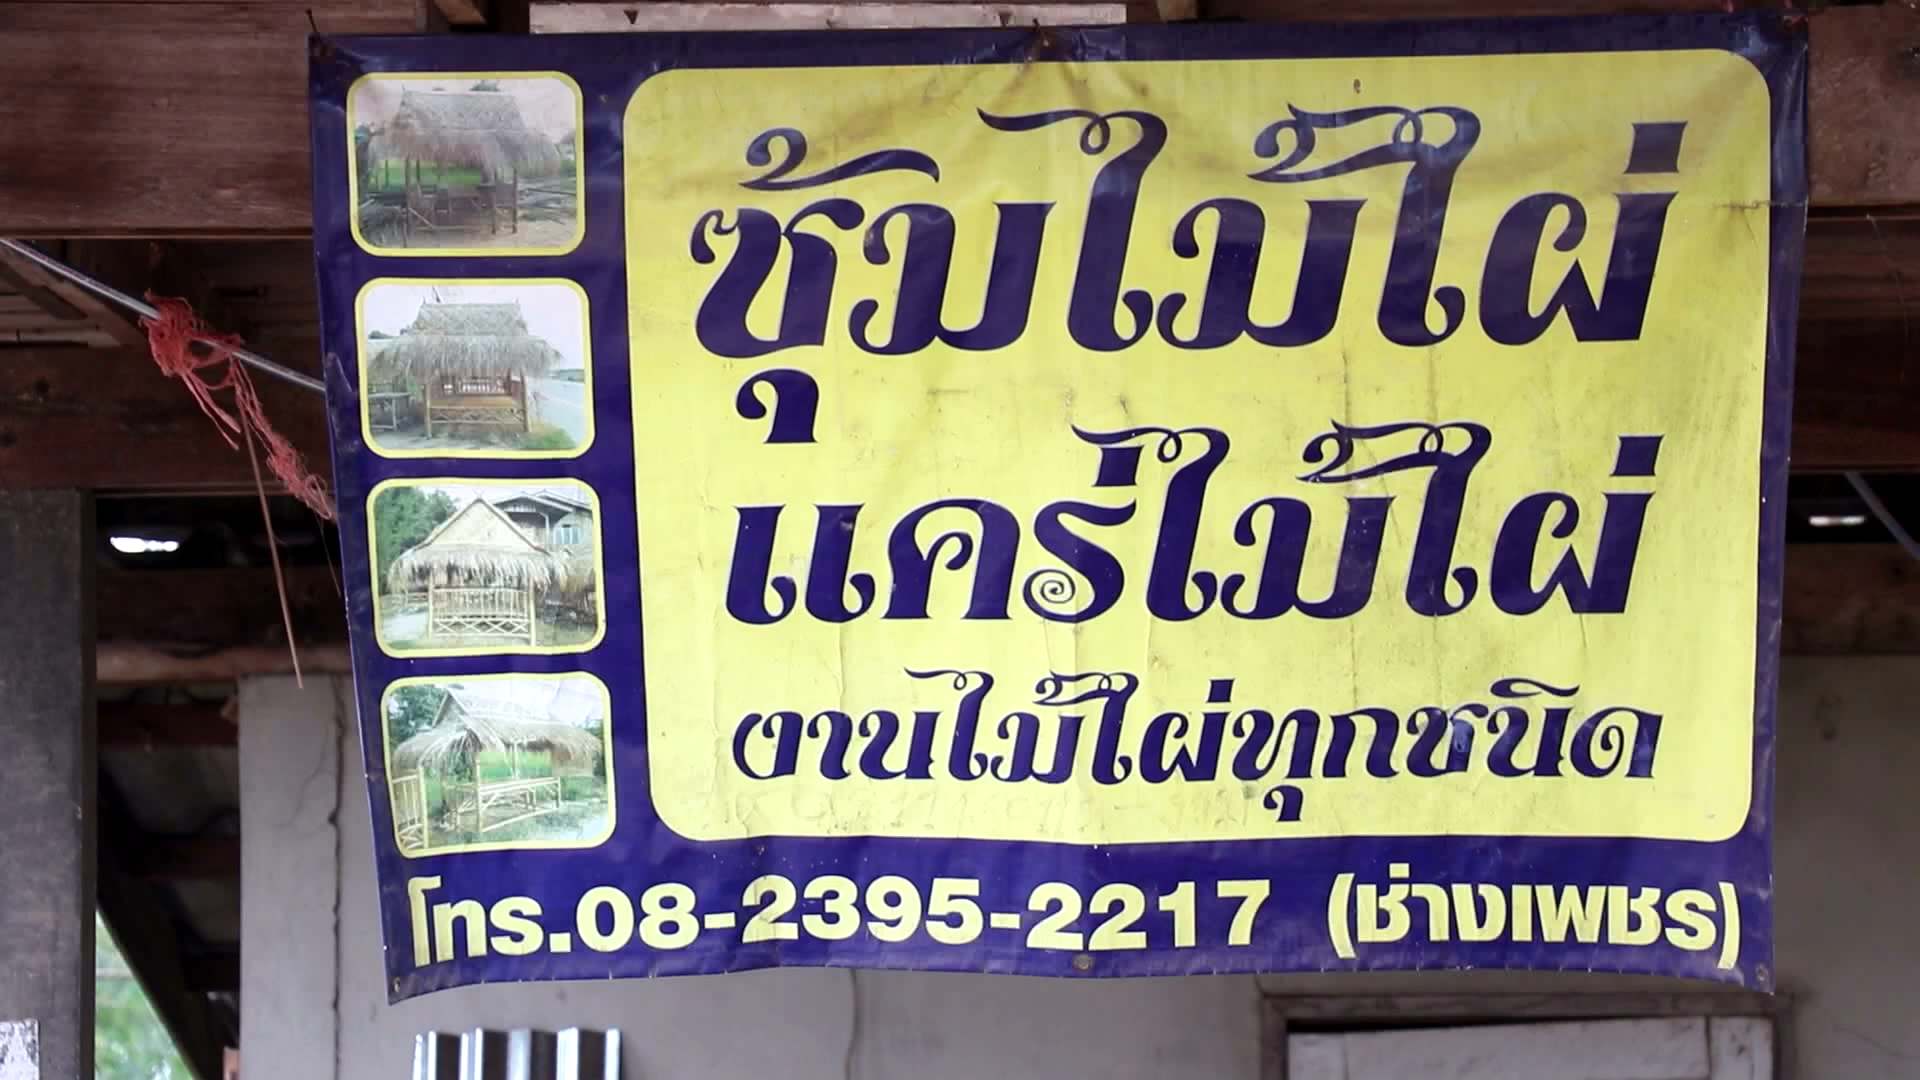 ซุ้มไม้ไผ่
แคร่ไม้ไผ่
งานไม้ไผ่ทุกชนิด
โทร.08-2395-2217 (ช่างเพชร)